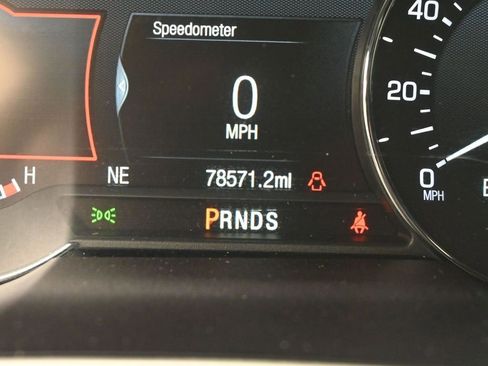 Speedometer
40
0
MPH
20
H
NE
78571.2mi
0
MPH
PRNDS